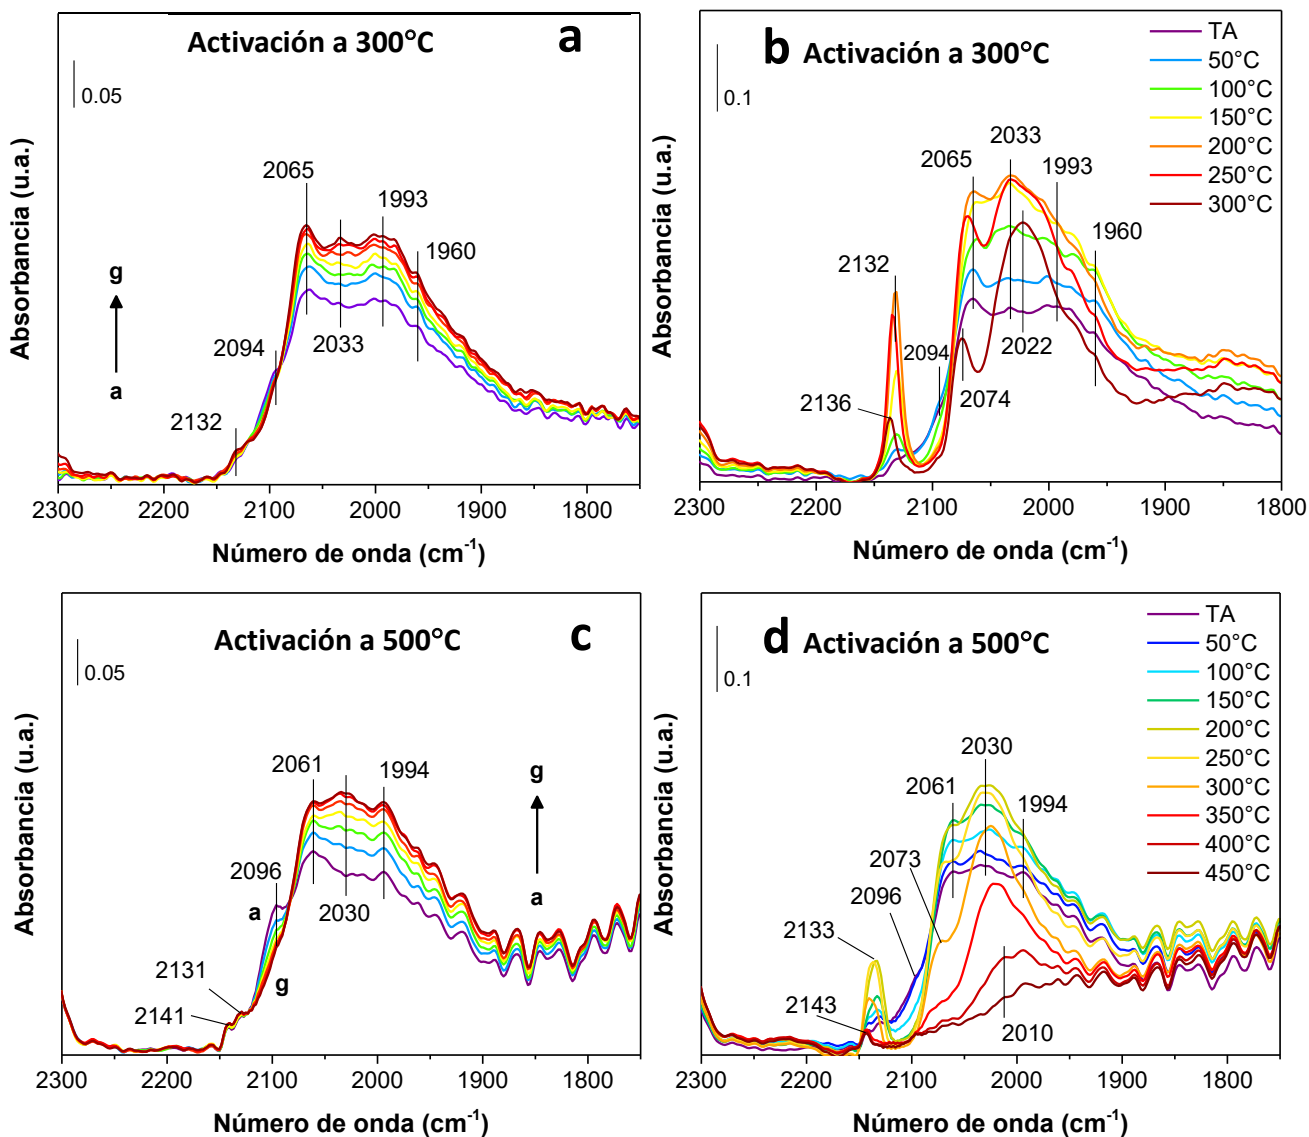 Activación a 300°C
a
0.05
2065
1993
1960
2094
2033
2132
g
a
Absorbancia (u.a.)
2300
2200
2100
2000
1900
1800
Número de onda (cm-1)
b
Activación a 300°C
0.1
TA
50°C
100°C
150°C
200°C
250°C
300°C
2033
2065
1993
1960
2132
2094
2022
2136
2074
Absorbancia (u.a.)
2300
2200
2100
2000
1900
1800
Número de onda (cm-1)
Activación a 500°C
c
0.05
2061
1994
g
a
2096
a
2030
2131
g
2141
Absorbancia (u.a.)
2300
2200
2100
2000
1900
1800
Número de onda (cm-1)
d
Activación a 500°C
0.1
TA
50°C
100°C
150°C
200°C
250°C
300°C
350°C
400°C
450°C
2030
2061
1994
2073
2096
2133
2143
2010
Absorbancia (u.a.)
2300
2200
2100
2000
1900
1800
Número de onda (cm-1)